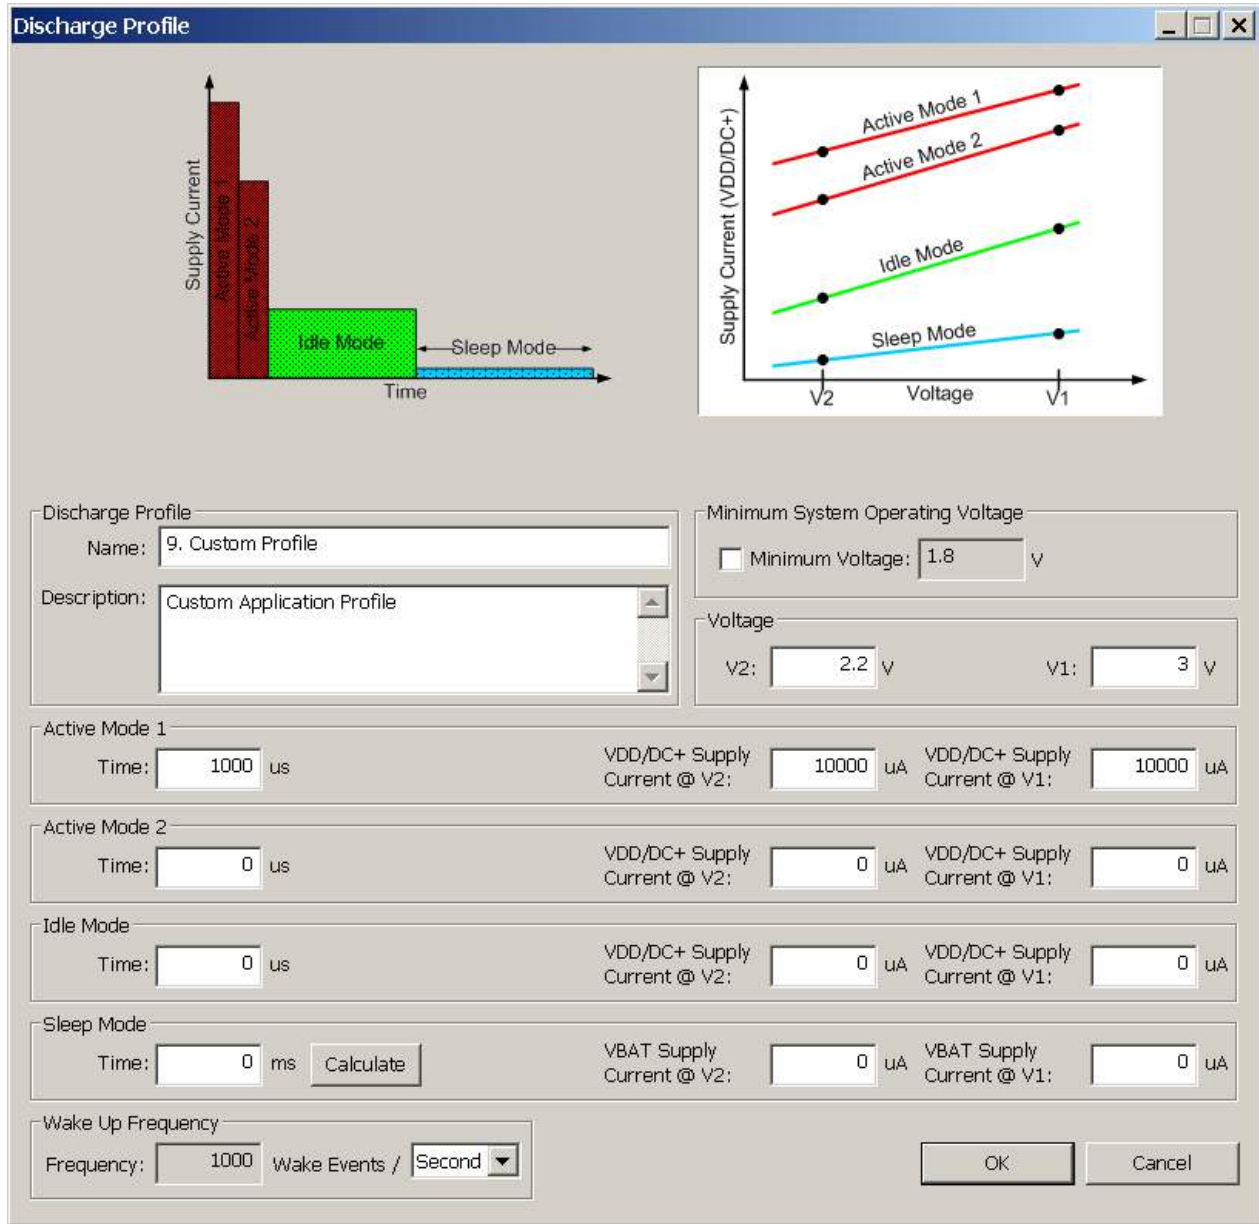 Discharge Profile
Supply Current
Active Mode 1
Active Mode 2
Idle Mode
Sleep Mode
Time
Supply Current (VDD/DC+)
Active Mode 1
Active Mode 2
Idle Mode
Sleep Mode
V2
Voltage
V1
Discharge Profile
Name: 9. Custom Profile
Description: Custom Application Profile
Minimum System Operating Voltage
Minimum Voltage: 1.8 V
Voltage
V2: 2.2 V V1: 3 V
Active Mode 1
Time: 1000 us
VDD/DC+ Supply
Current @ V2: 10000 uA
VDD/DC+ Supply
Current @ V1: 10000 uA
Active Mode 2
Time: 0 us
VDD/DC+ Supply
Current @ V2: 0 uA
VDD/DC+ Supply
Current @ V1: 0 uA
Idle Mode
Time: 0 us
VDD/DC+ Supply
Current @ V2: 0 uA
VDD/DC+ Supply
Current @ V1: 0 uA
Sleep Mode
Time: 0 ms Calculate
VBAT Supply
Current @ V2: 0 uA
VBAT Supply
Current @ V1: 0 uA
Wake Up Frequency
Frequency: 1000 Wake Events / Second
OK
Cancel